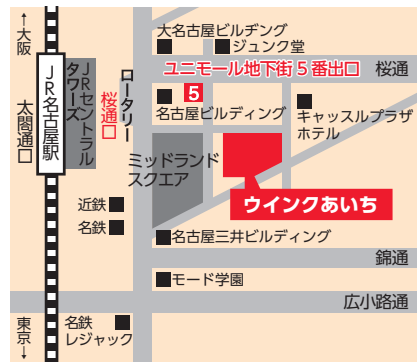 ↑大阪
大名古屋ビルヂング
ジュンク堂
ユニモール地下街5番出口
桜通
JR名古屋駅
太閤通口
JRセントラル
タワーズ
桜通口
ロータリー
5
名古屋ビルディング
キャッスルプラザ
ホテル
ミッドランド
スクエア
ウインクあいち
近鉄
名鉄
名古屋三井ビルディング
錦通
モード学園
広小路通
名鉄
レジャック
東京↓